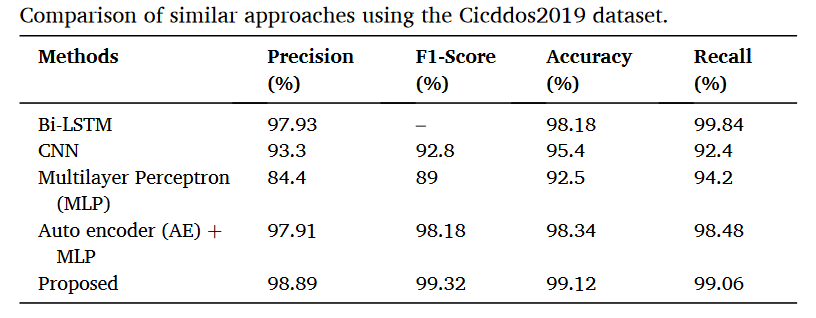 Comparison of similar approaches using the Cicddos2019 dataset.
Methods Precision F1-Score Accuracy Recall
(%) (%) (%) (%)
Bi-LSTM 97.93 – 98.18 99.84
CNN 93.3 92.8 95.4 92.4
Multilayer Perceptron 84.4 89 92.5 94.2
(MLP)
Auto encoder (AE) + 97.91 98.18 98.34 98.48
MLP
Proposed 98.89 99.32 99.12 99.06